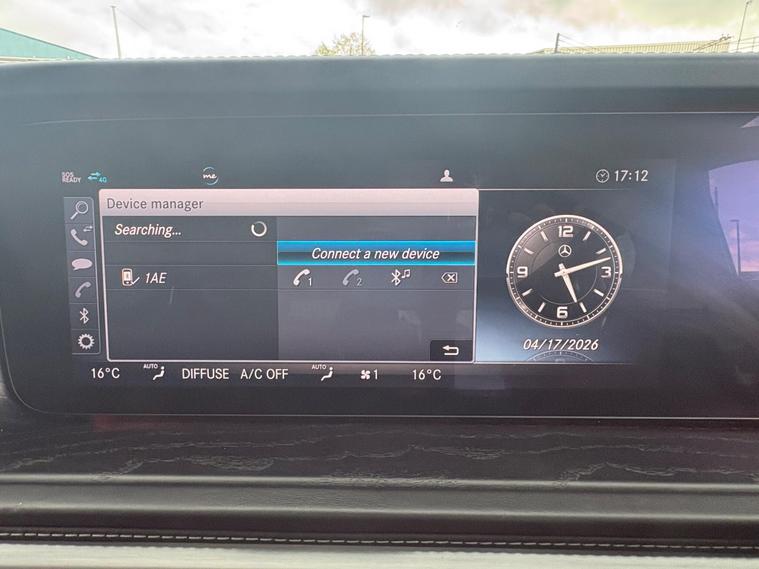 SOS READY 4G
me
17:12
Device manager
Searching...
Connect a new device
1AE
1
2
12
3
6
9
04/17/2026
AUTO
AUTO
16°C DIFFUSE A/C OFF 1 16°C